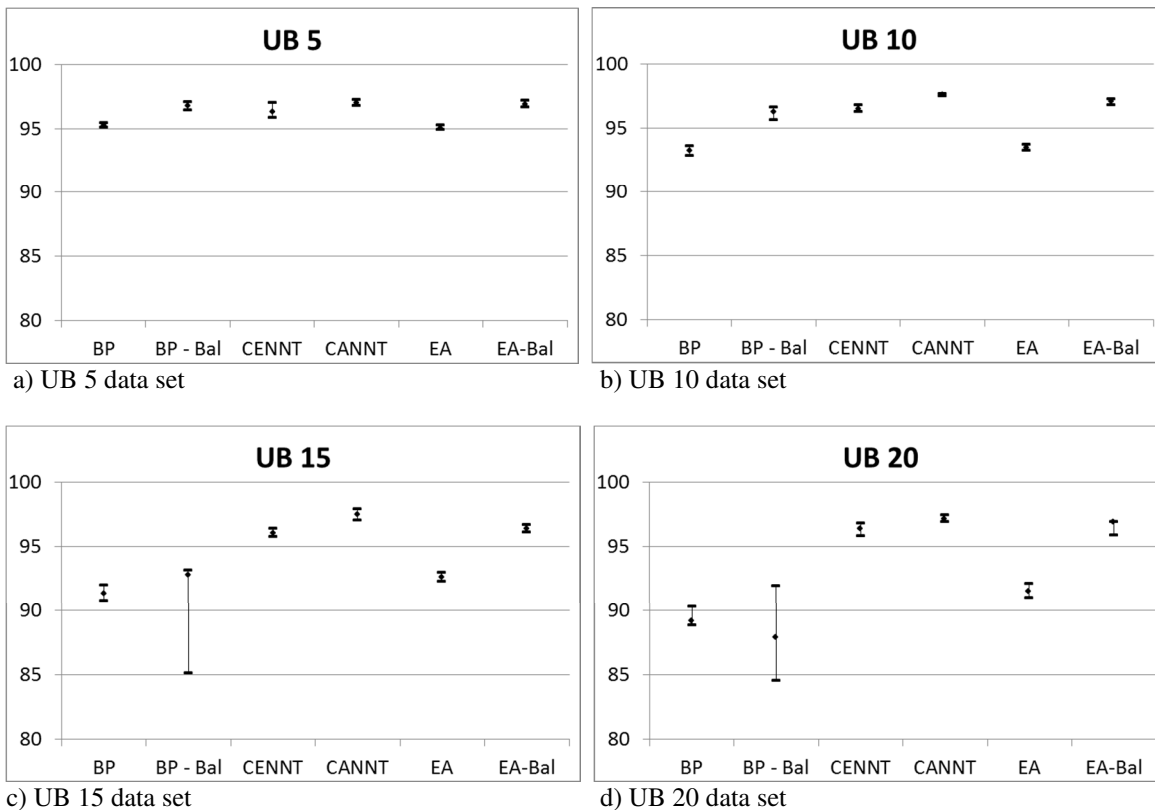 UB 5
100
95
90
85
80
BP BP - Bal CENNT CANNT EA EA-Bal
a) UB 5 data set
UB 10
100
95
90
85
80
BP BP - Bal CENNT CANNT EA EA-Bal
b) UB 10 data set
UB 15
100
95
90
85
80
BP BP - Bal CENNT CANNT EA EA-Bal
c) UB 15 data set
UB 20
100
95
90
85
80
BP BP - Bal CENNT CANNT EA EA-Bal
d) UB 20 data set